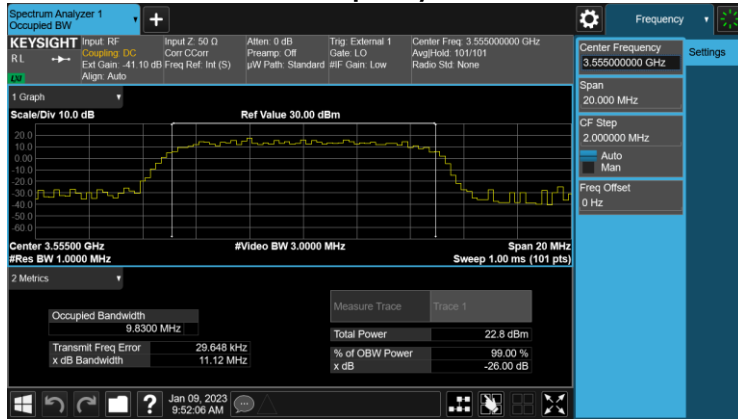 Spectrum Analyzer 1
Occupied BW
Frequency
KEYSIGHT
RL
Input: RF
Coupling: DC
Ext Gain: -41.10 dB
Align: Auto
Input Z: 50 Ω
Corr CCorr
Freq Ref: Int (S)
Atten: 0 dB
Preamp: Off
µW Path: Standard
Trig: External 1
Gate: LO
#IF Gain: Low
Center Freq: 3.555000000 GHz
Avg|Hold: 101/101
Radio Std: None
Center Frequency
3.555000000 GHz
Settings
Span
20.000 MHz
CF Step
2.000000 MHz
Auto
Man
Freq Offset
0 Hz
1 Graph
Scale/Div 10.0 dB
Ref Value 30.00 dBm
20.0
10.0
0.00
-10.0
-20.0
-30.0
-40.0
-50.0
-60.0
Center 3.55500 GHz
#Video BW 3.0000 MHz
Span 20 MHz
#Res BW 1.0000 MHz
Sweep 1.00 ms (101 pts)
2 Metrics
Measure Trace
Trace 1
Occupied Bandwidth
9.8300 MHz
Total Power
22.8 dBm
Transmit Freq Error
29.648 kHz
% of OBW Power
99.00 %
x dB Bandwidth
11.12 MHz
x dB
-26.00 dB
?
Jan 09, 2023
9:52:06 AM